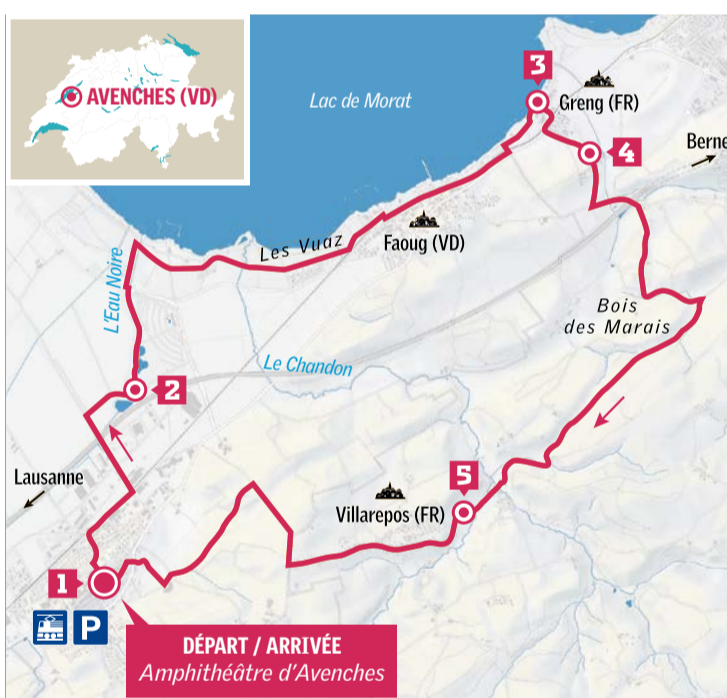 AVENCHES (VD)
Lac de Morat
3
Greng (FR)
4
Berne
Les Vuaz
Faoug (VD)
L'Eau Noire
Bois
des Marais
Le Chandon
2
Lausanne
5
Villarepos (FR)
1
P
DÉPART / ARRIVÉE
Amphithéâtre d'Avenches